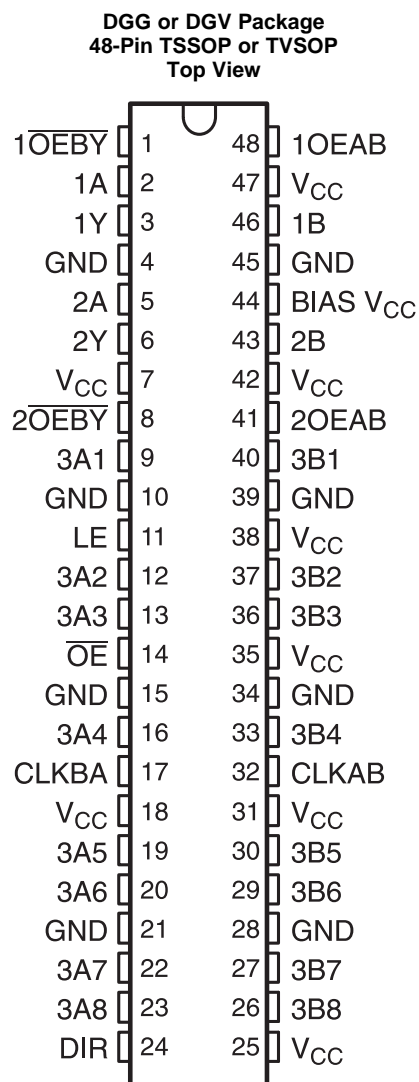 DGG or DGV Package
48-Pin TSSOP or TVSOP
Top View
1O̅E̅B̅Y̅ 1 48 1OEAB
1A 2 47 VCC
1Y 3 46 1B
GND 4 45 GND
2A 5 44 BIAS VCC
2Y 6 43 2B
VCC 7 42 VCC
2O̅E̅B̅Y̅ 8 41 2OEAB
3A1 9 40 3B1
GND 10 39 GND
LE 11 38 VCC
3A2 12 37 3B2
3A3 13 36 3B3
O̅E̅ 14 35 VCC
GND 15 34 GND
3A4 16 33 3B4
CLKBA 17 32 CLKAB
VCC 18 31 VCC
3A5 19 30 3B5
3A6 20 29 3B6
GND 21 28 GND
3A7 22 27 3B7
3A8 23 26 3B8
DIR 24 25 VCC